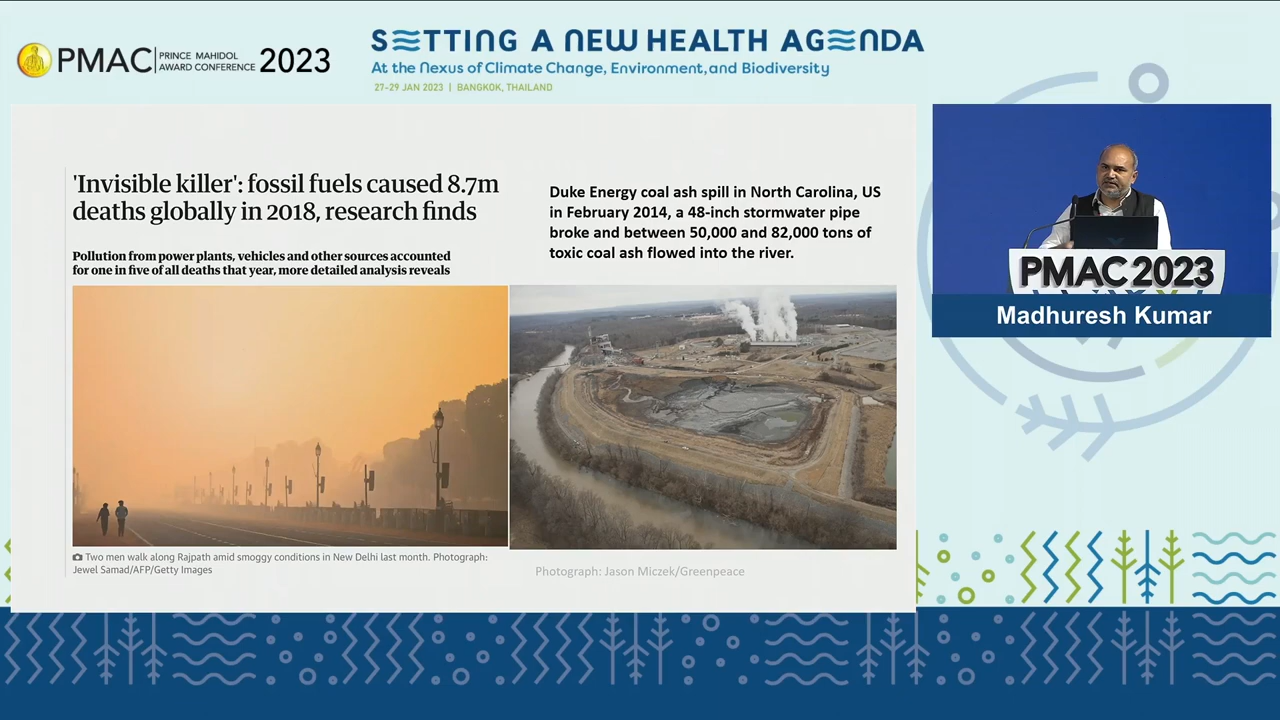 PMAC
PRINCE MAHIDOL
AWARD CONFERENCE
2023
SETTING A NEW HEALTH AGENDA
At the Nexus of Climate Change, Environment, and Biodiversity
27-29 JAN 2023 | BANGKOK, THAILAND
'Invisible killer': fossil fuels caused 8.7m
deaths globally in 2018, research finds
Pollution from power plants, vehicles and other sources accounted
for one in five of all deaths that year, more detailed analysis reveals
Two men walk along Rajpath amid smoggy conditions in New Delhi last month. Photograph:
Jewel Samad/AFP/Getty Images
Duke Energy coal ash spill in North Carolina, US
in February 2014, a 48-inch stormwater pipe
broke and between 50,000 and 82,000 tons of
toxic coal ash flowed into the river.
Photograph: Jason Miczek/Greenpeace
PMAC 2023
Madhuresh Kumar